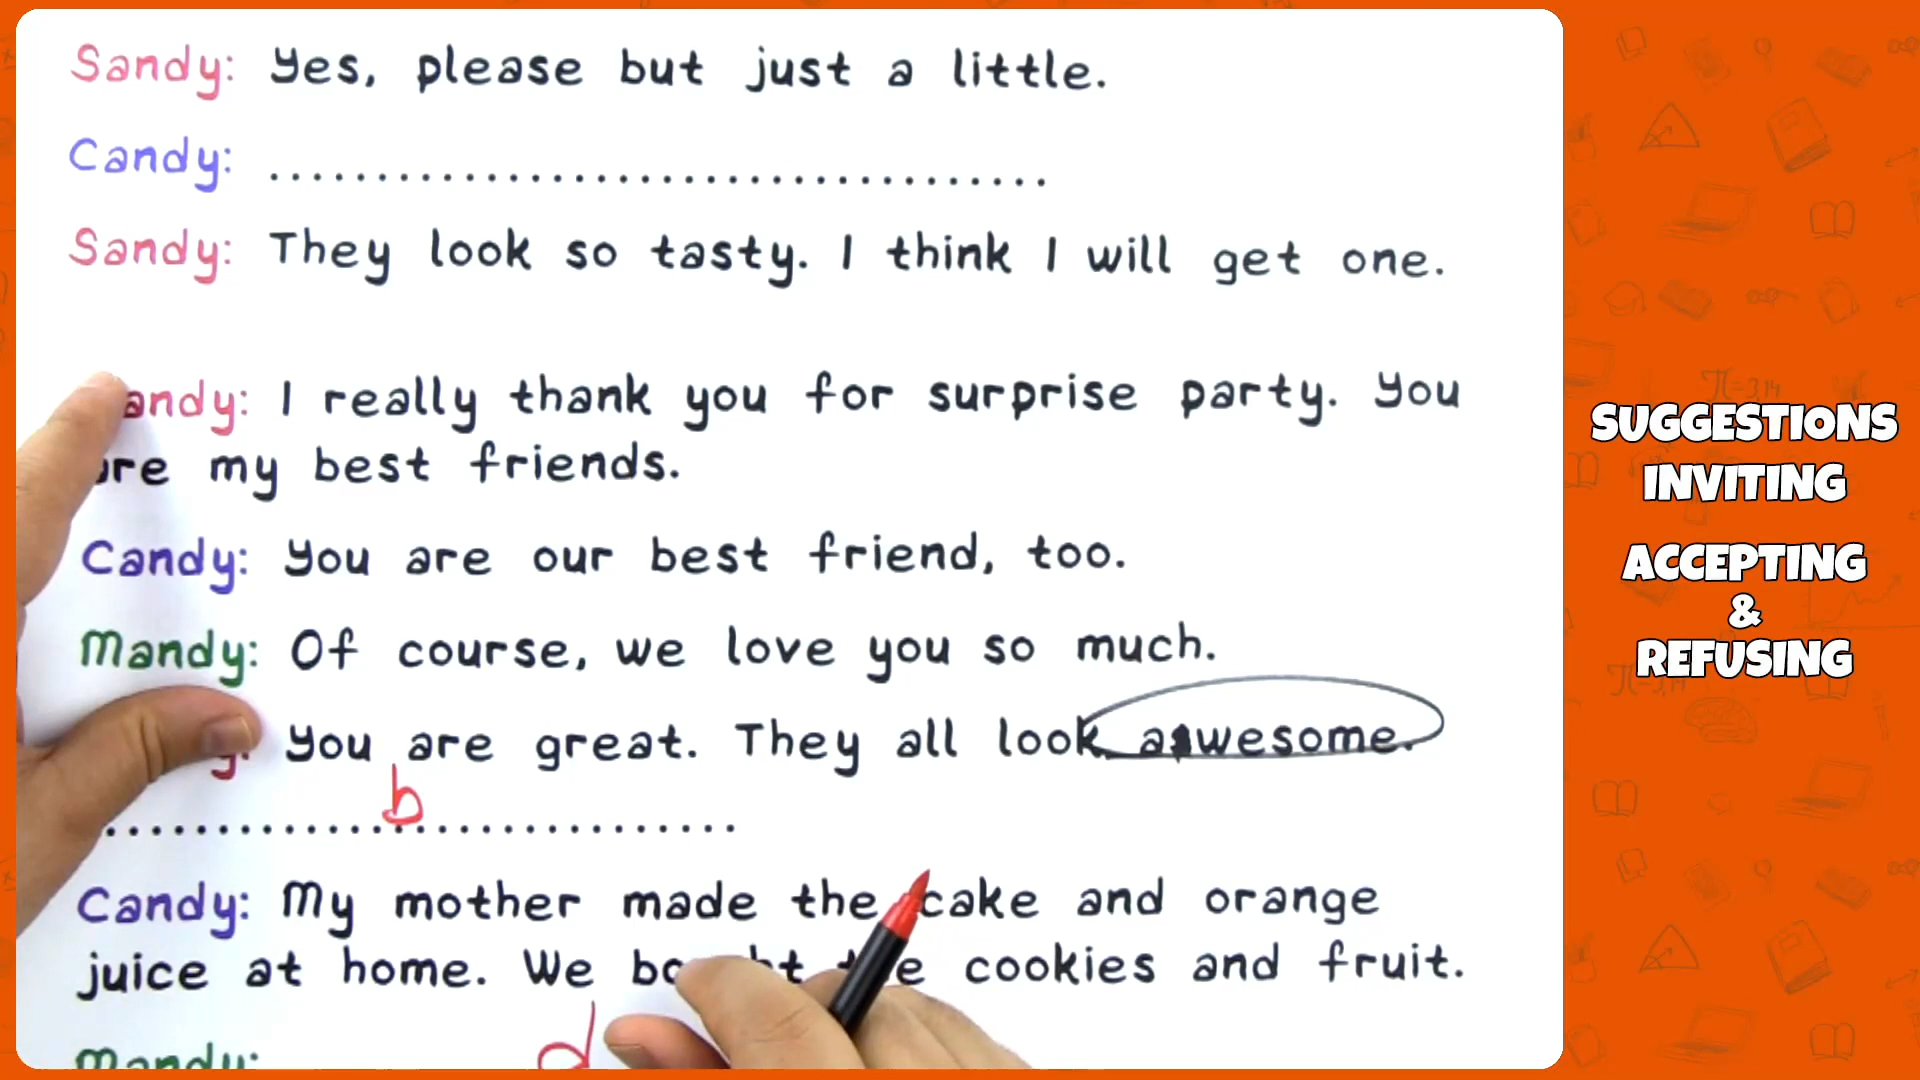 Sandy: Yes, please but just a little.
Candy: .....................................
Sandy: They look so tasty. I think I will get one.
andy: I really thank you for surprise party. You
are my best friends.
Candy: You are our best friend, too.
Mandy: Of course, we love you so much.
You are great. They all look awesome.
b
.............................
Candy: My mother made the cake and orange
juice at home. We the cookies and fruit.
d
Mandy:
SUGGESTIONS
INVITING
ACCEPTING
&
REFUSING